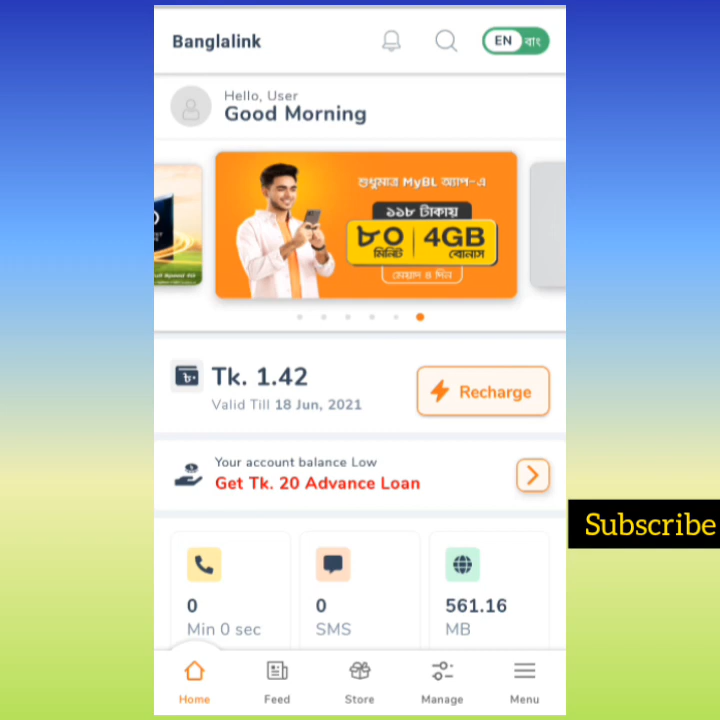 Banglalink
EN বাং
Hello, User
Good Morning
শুধুমাত্র MyBL অ্যাপ-এ
১১৮ টাকায়
৮০ মিনিট
4GB বোনাস
মেয়াদ ৪ দিন
Tk. 1.42
Recharge
Valid Till 18 Jun, 2021
Your account balance Low
Get Tk. 20 Advance Loan
Subscribe
0
Min 0 sec
0
SMS
561.16
MB
Home
Feed
Store
Manage
Menu